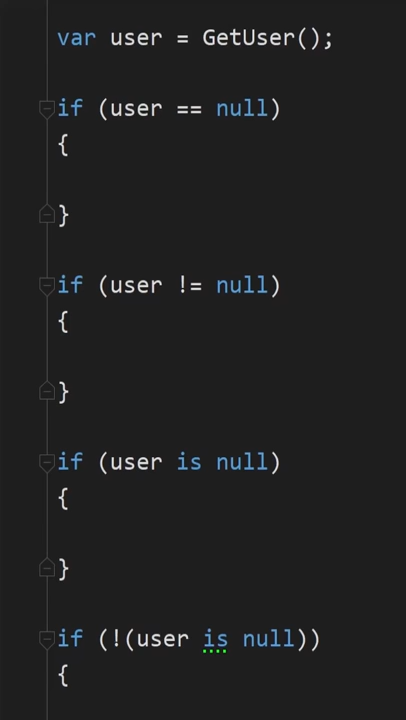 var user = GetUser();
if (user == null)
{
}
if (user != null)
{
}
if (user is null)
{
}
if (!(user is null))
{